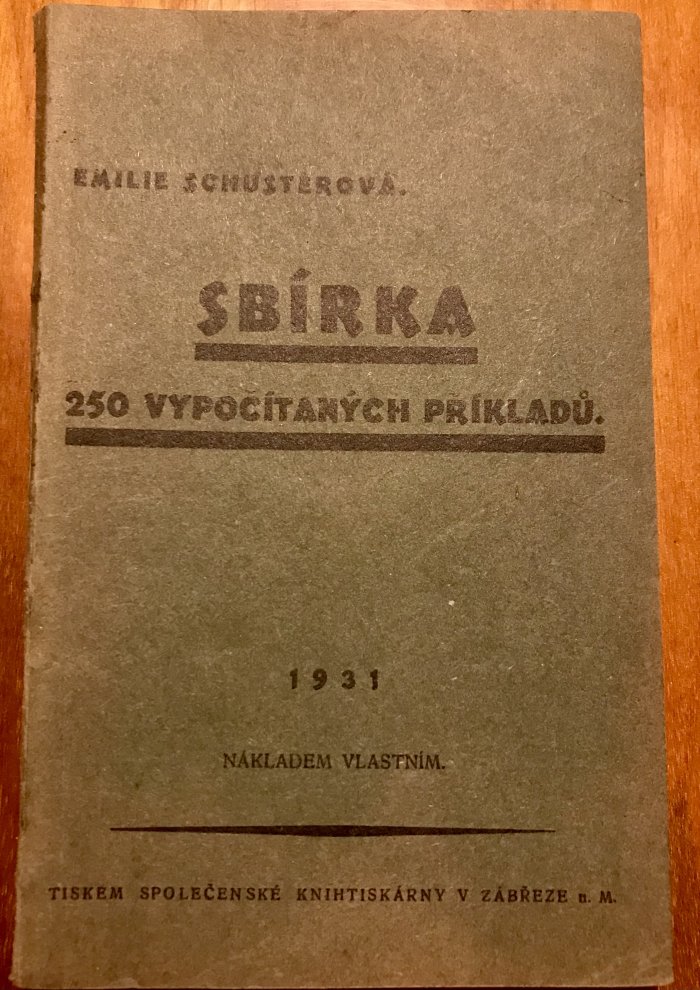 EMILIE SCHUSTEROVÁ.
SBÍRKA
250 VYPOČÍTANÝCH PŘÍKLADŮ.
1931
NÁKLADEM VLASTNÍM.
TISKEM SPOLEČENSKÉ KNIHTISKÁRNY V ZÁBŘEZE n. M.